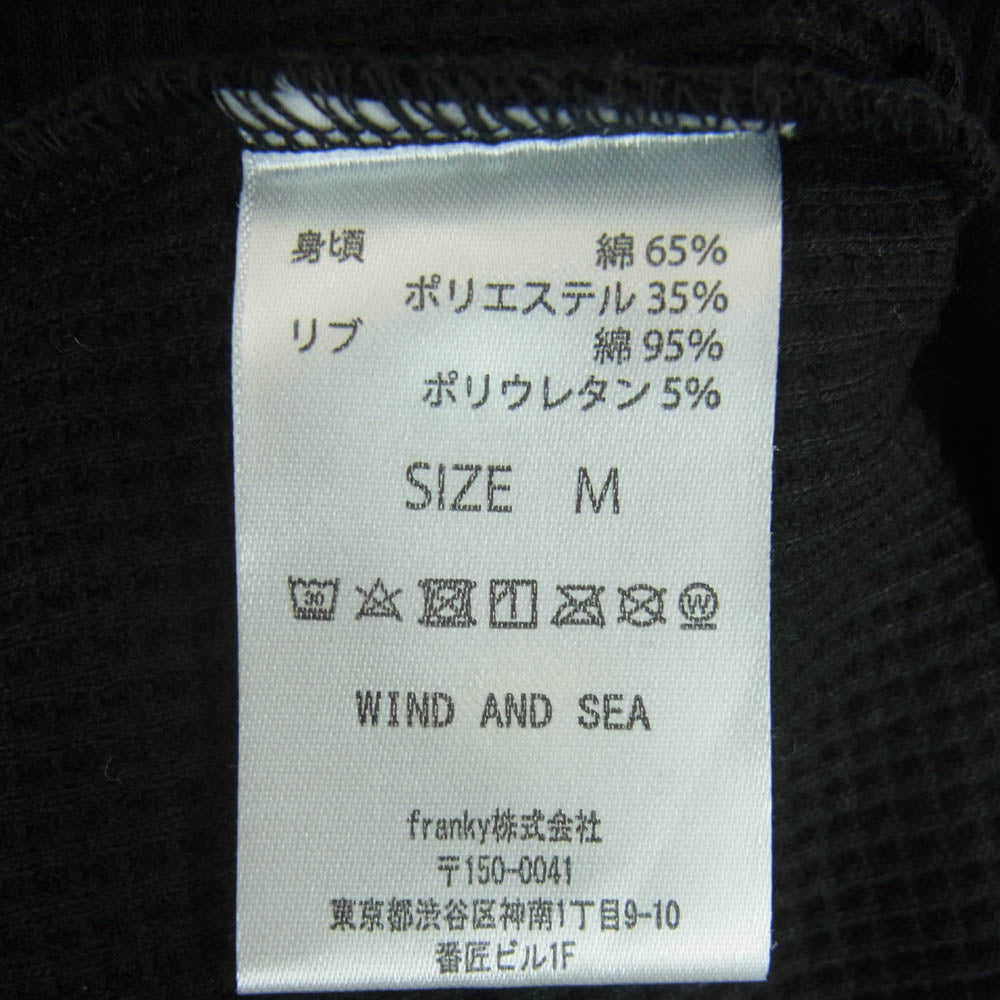 身頃 綿 65%
ポリエステル 35%
リブ 綿 95%
ポリウレタン 5%
SIZE M
30 1 W
WIND AND SEA
franky株式会社
〒150-0041
東京都渋谷区神南1丁目9-10
番匠ビル1F